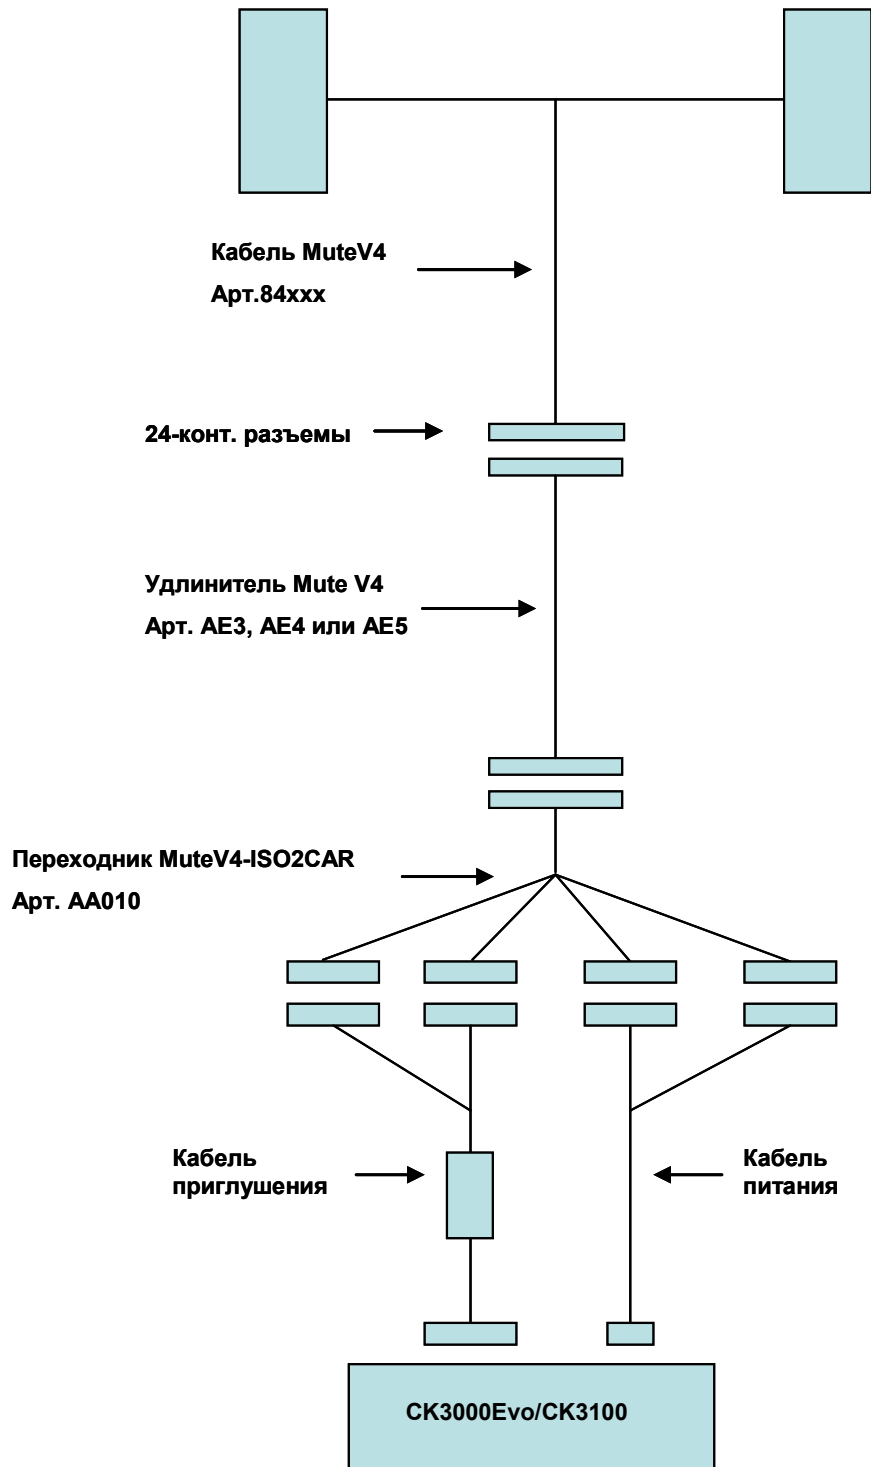 Кабель MuteV4
Арт.84xxx
24-конт. разъемы
Удлинитель Mute V4
Арт. AE3, AE4 или AE5
Переходник MuteV4-ISO2CAR
Арт. AA010
Кабель
приглушения
Кабель
питания
CK3000Evo/CK3100